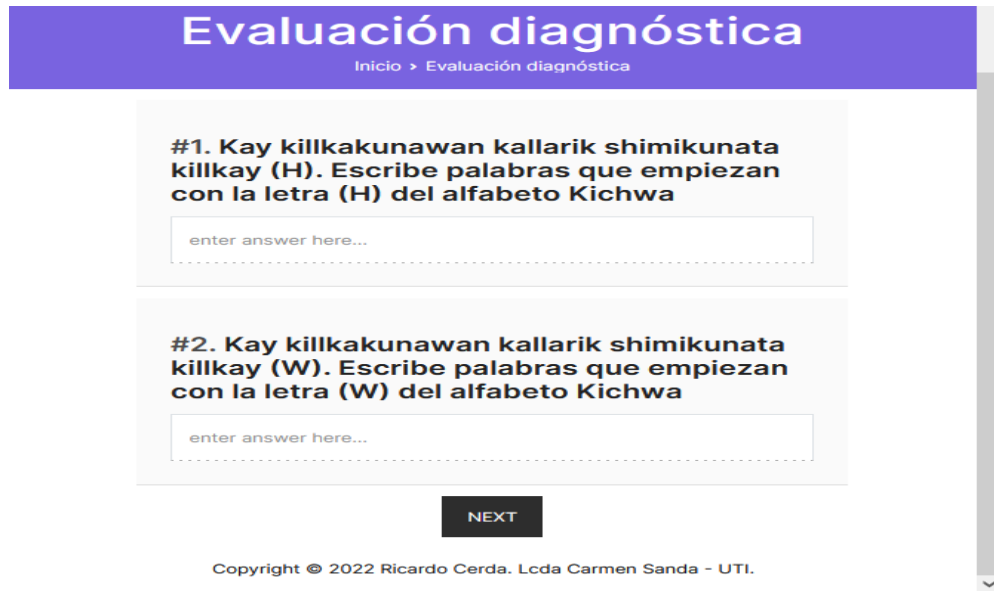 Evaluación diagnóstica
Inicio > Evaluación diagnóstica
#1. Kay killkakunawan kallarik shimikunata
killkay (H). Escribe palabras que empiezan
con la letra (H) del alfabeto Kichwa
enter answer here...
#2. Kay killkakunawan kallarik shimikunata
killkay (W). Escribe palabras que empiezan
con la letra (W) del alfabeto Kichwa
enter answer here...
NEXT
Copyright © 2022 Ricardo Cerda. Lcda Carmen Sanda - UTI.